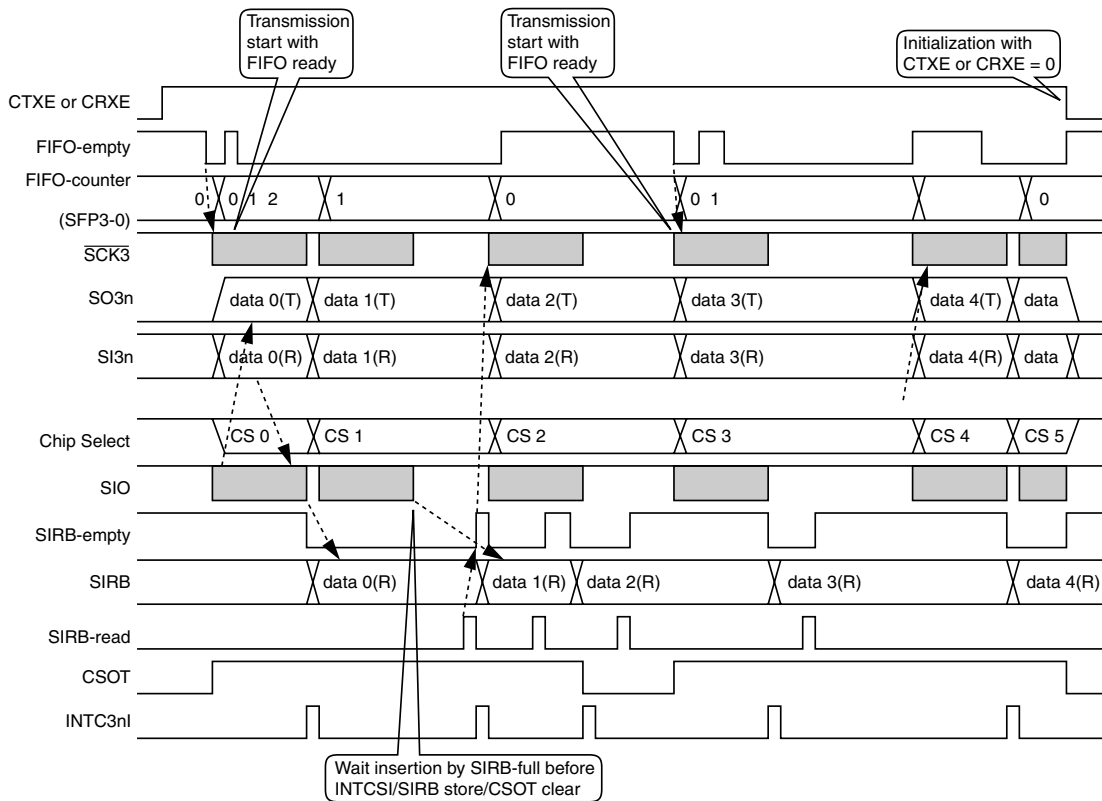 Transmission
start with
FIFO ready
Transmission
start with
FIFO ready
Initialization with
CTXE or CRXE = 0
CTXE or CRXE
FIFO-empty
FIFO-counter
(SFP3-0)
0 0 1 2 1 0 0 1 0
SCK3
SO3n data 0(T) data 1(T) data 2(T) data 3(T) data 4(T) data
SI3n data 0(R) data 1(R) data 2(R) data 3(R) data 4(R) data
Chip Select CS 0 CS 1 CS 2 CS 3 CS 4 CS 5
SIO
SIRB-empty
SIRB data 0(R) data 1(R) data 2(R) data 3(R) data 4(R)
SIRB-read
CSOT
INTC3nI
Wait insertion by SIRB-full before
INTCSI/SIRB store/CSOT clear